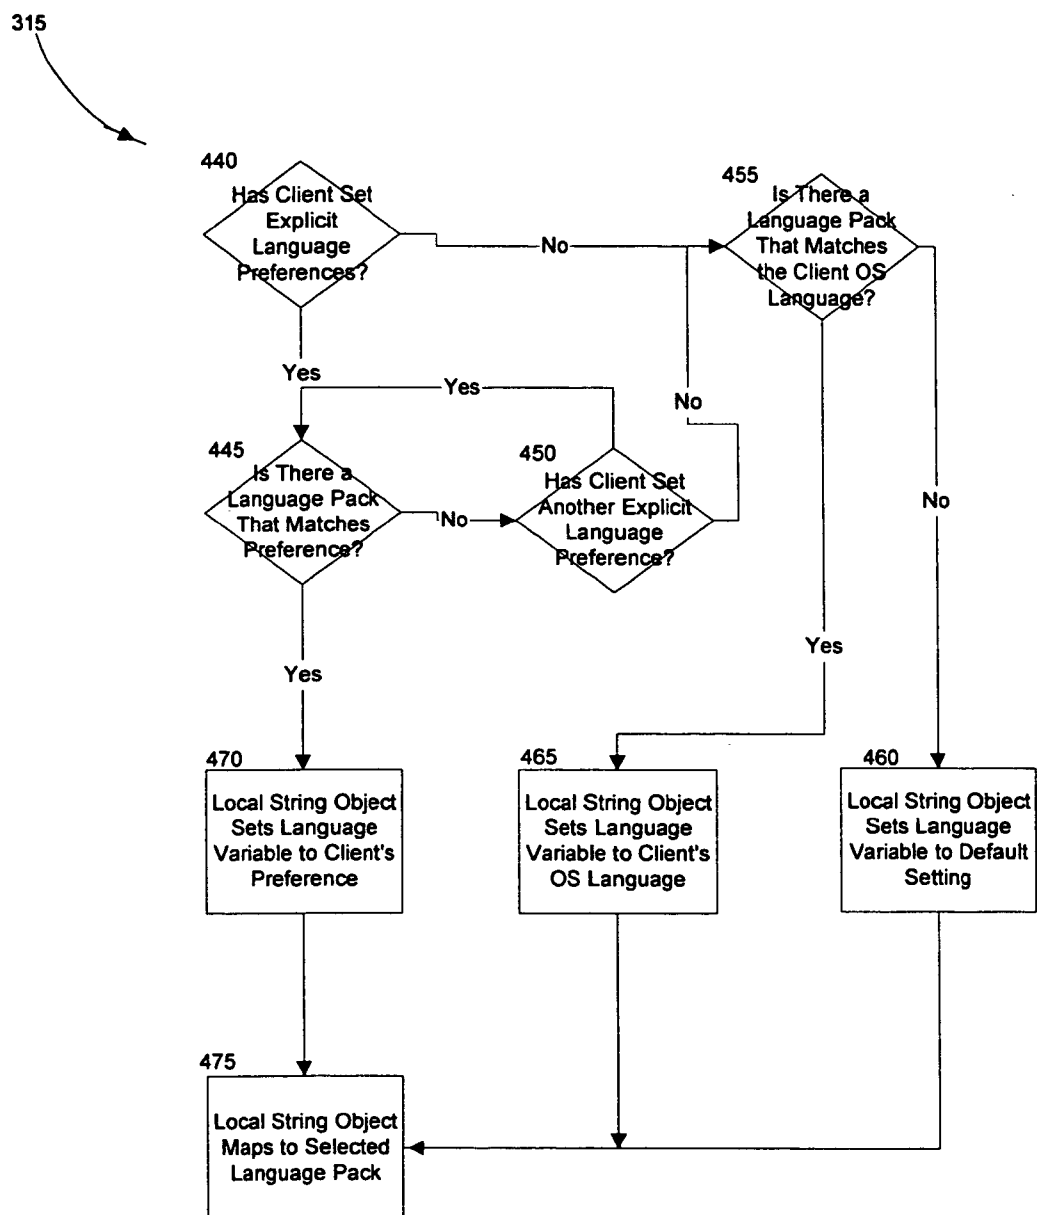 315
440
Has Client Set
Explicit
Language
Preferences?
No
455
Is There a
Language Pack
That Matches
the Client OS
Language?
Yes
Yes
No
445
Is There a
Language Pack
That Matches
Preference?
No
450
Has Client Set
Another Explicit
Language
Preference?
No
Yes
Yes
470
Local String Object
Sets Language
Variable to Client's
Preference
465
Local String Object
Sets Language
Variable to Client's
OS Language
460
Local String Object
Sets Language
Variable to Default
Setting
475
Local String Object
Maps to Selected
Language Pack